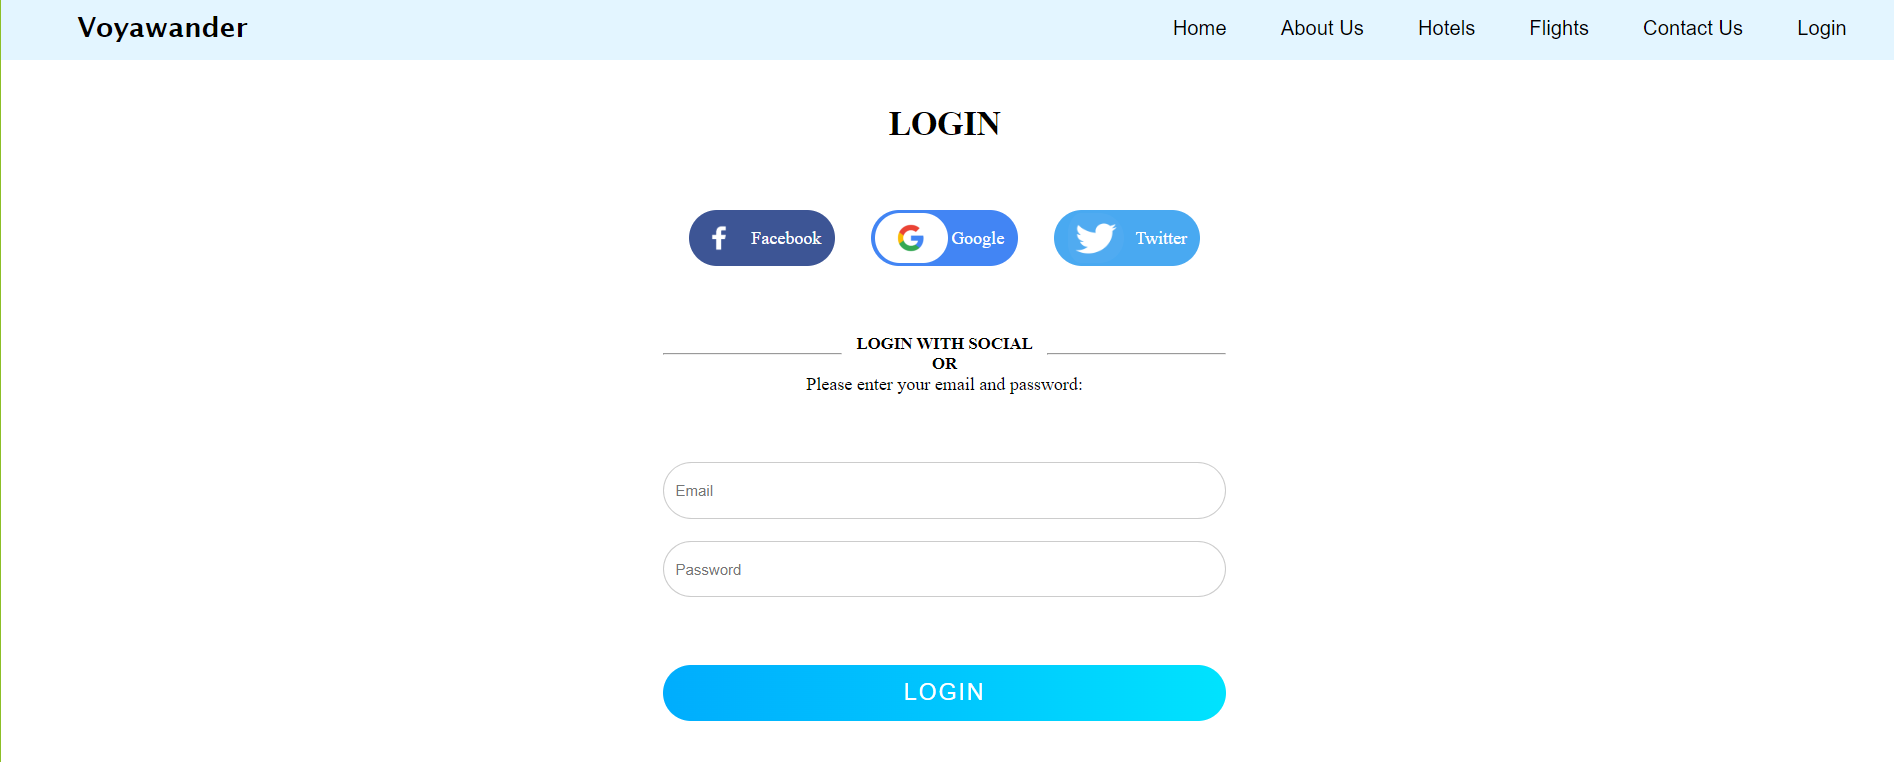 Voyawander Home About Us Hotels Flights Contact Us Login
LOGIN
Facebook Google Twitter
LOGIN WITH SOCIAL
OR
Please enter your email and password:
Email
Password
LOGIN